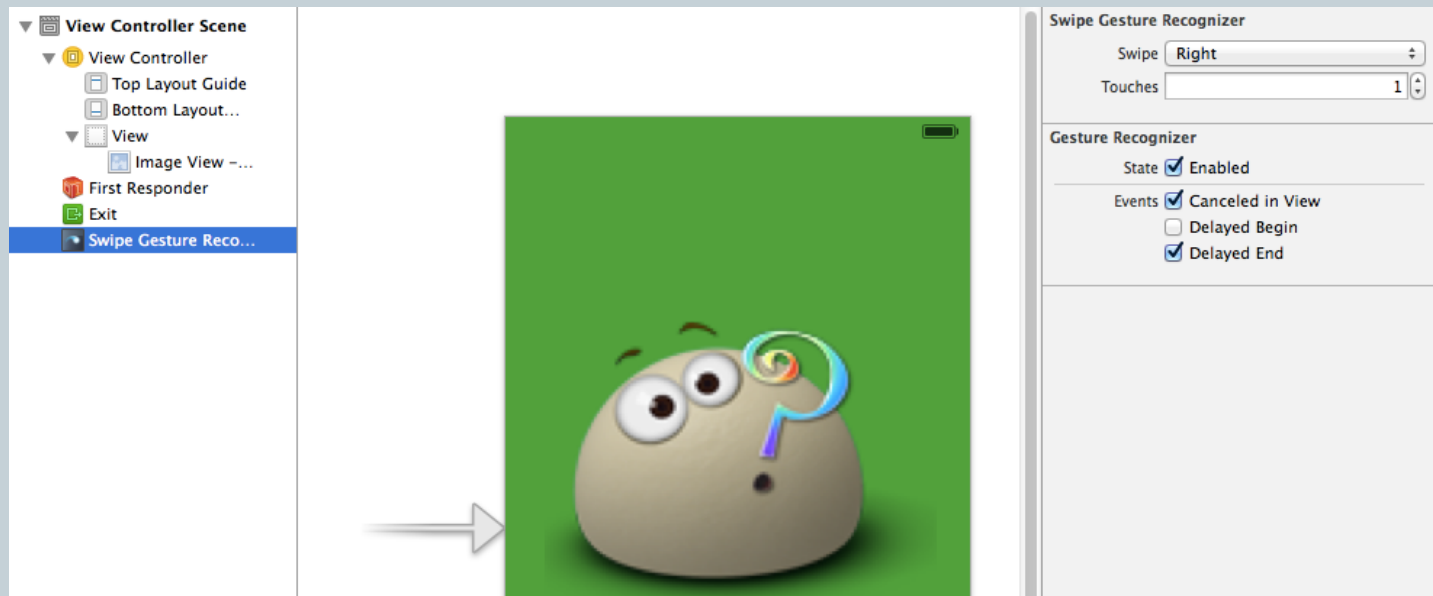 View Controller Scene
View Controller
Top Layout Guide
Bottom Layout...
View
Image View –...
First Responder
Exit
Swipe Gesture Reco...
Swipe Gesture Recognizer
Swipe Right
Touches 1
Gesture Recognizer
State Enabled
Events Canceled in View
Delayed Begin
Delayed End
?